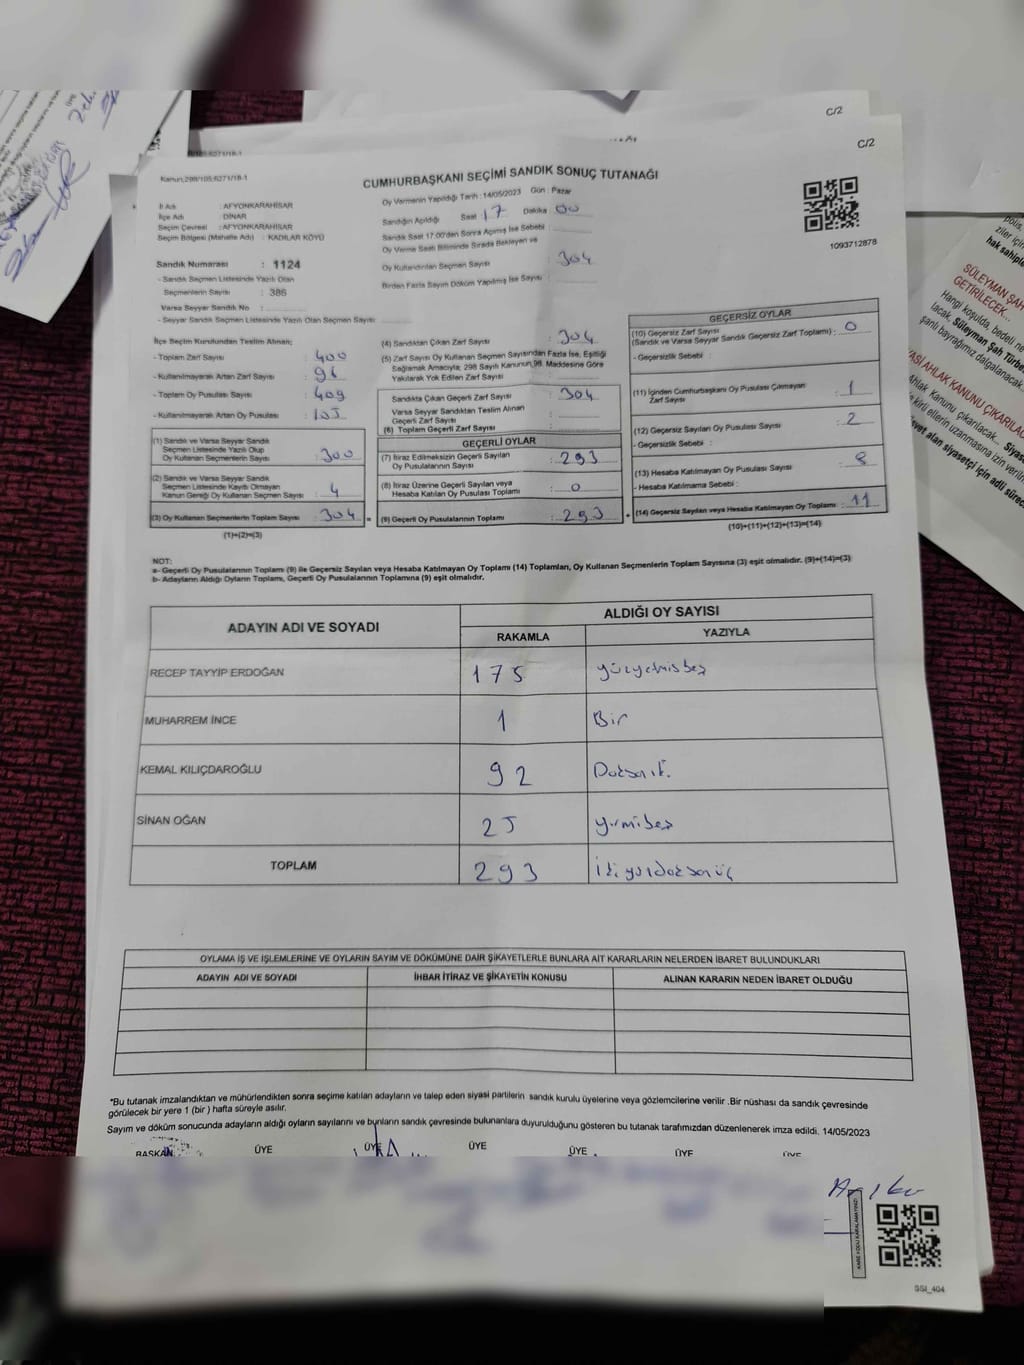 C/2
C/2
Kanun:298/105;6271/18-1
CUMHURBAŞKANI SEÇİMİ SANDIK SONUÇ TUTANAĞI
1093712878
İl Adı : AFYONKARAHİSAR
İlçe Adı : DİNAR
Seçim Çevresi : AFYONKARAHİSAR
Seçim Bölgesi (Mahalle Adı) : KADILAR KÖYÜ
Sandık Numarası : 1124
- Sandık Seçmen Listesinde Yazılı Olan
Seçmenlerin Sayısı : 386
Varsa Seyyar Sandık No :
- Seyyar Sandık Seçmen Listesinde Yazılı Olan Seçmen Sayısı
Oy Vermenin Yapıldığı Tarih : 14/05/2023 Gün : Pazar
Sandığın Açıldığı Saat 17 Dakika 00
Sandık Saat 17.00'den Sonra Açılmış İse Sebebi :
Oy Verme Saati Bitiminde Sırada Bekleyen ve
Oy Kullandırılan Seçmen Sayısı : 304
Birden Fazla Sayım Döküm Yapılmış İse Sayısı :
İlçe Seçim Kurulundan Teslim Alınan;
- Toplam Zarf Sayısı : 400
- Kullanılmayarak Artan Zarf Sayısı : 96
- Toplam Oy Pusulası Sayısı : 409
- Kullanılmayarak Artan Oy Pusulası : 105
(1) Sandık ve Varsa Seyyar Sandık
Seçmen Listesinde Yazılı Olup
Oy Kullanan Seçmenlerin Sayısı : 300
(2) Sandık ve Varsa Seyyar Sandık
Seçmen Listesinde Kayıtlı Olmayan
Kanun Gereği Oy Kullanan Seçmen Sayısı : 4
(3) Oy Kullanan Seçmenlerin Toplam Sayısı : 304
(1)+(2)=(3)
(4) Sandıktan Çıkan Zarf Sayısı : 304
(5) Zarf Sayısı Oy Kullanan Seçmen Sayısından Fazla İse, Eşitliği
Sağlamak Amacıyla; 298 Sayılı Kanunun 98. Maddesine Göre
Yakılarak Yok Edilen Zarf Sayısı :
Sandıkta Çıkan Geçerli Zarf Sayısı : 304
Varsa Seyyar Sandıktan Teslim Alınan
Geçerli Zarf Sayısı :
(6) Toplam Geçerli Zarf Sayısı :
GEÇERLİ OYLAR
(7) İtiraz Edilmeksizin Geçerli Sayılan
Oy Pusulalarının Sayısı : 293
(8) İtiraz Üzerine Geçerli Sayılan veya
Hesaba Katılan Oy Pusulası Toplamı : 0
(9) Geçerli Oy Pusulalarının Toplamı : 293
GEÇERSİZ OYLAR
(10) Geçersiz Zarf Sayısı
(Sandık ve Varsa Seyyar Sandık Geçersiz Zarf Toplamı) : 0
- Geçersizlik Sebebi :
(11) İçinden Cumhurbaşkanı Oy Pusulası Çıkmayan
Zarf Sayısı : 1
(12) Geçersiz Sayılan Oy Pusulası Sayısı : 2
- Geçersizlik Sebebi :
(13) Hesaba Katılmayan Oy Pusulası Sayısı : 8
- Hesaba Katılmama Sebebi :
(14) Geçersiz Sayılan veya Hesaba Katılmayan Oy Toplamı : 11
(10)+(11)+(12)+(13)=(14)
NOT:
a- Geçerli Oy Pusulalarının Toplamı (9) ile Geçersiz Sayılan veya Hesaba Katılmayan Oy Toplamı (14) Toplamları, Oy Kullanan Seçmenlerin Toplam Sayısına (3) eşit olmalıdır. (9)+(14)=(3)
b- Adayların Aldığı Oyların Toplamı, Geçerli Oy Pusulalarının Toplamına (9) eşit olmalıdır.
ADAYIN ADI VE SOYADI
ALDIĞI OY SAYISI
RAKAMLA YAZIYLA
RECEP TAYYİP ERDOĞAN 175 yüzyetmişbeş
MUHARREM İNCE 1 Bir
KEMAL KILIÇDAROĞLU 92
SİNAN OĞAN 25 yirmibeş
TOPLAM 293 ikiyüzdoksanüç
OYLAMA İŞ VE İŞLEMLERİNE VE OYLARIN SAYIM VE DÖKÜMÜNE DAİR ŞİKAYETLERLE BUNLARA AİT KARARLARIN NELERDEN İBARET BULUNDUKLARI
ADAYIN ADI VE SOYADI İHBAR İTİRAZ VE ŞİKAYETİN KONUSU ALINAN KARARIN NEDEN İBARET OLDUĞU
*Bu tutanak imzalandıktan ve mühürlendikten sonra seçime katılan adayların ve talep eden siyasi partilerin sandık kurulu üyelerine veya gözlemcilerine verilir .Bir nüshası da sandık çevresinde
görülecek bir yere 1 (bir ) hafta süreyle asılır.
Sayım ve döküm sonucunda adayların aldığı oyların sayılarını ve bunların sandık çevresinde bulunanlara duyurulduğunu gösteren bu tutanak tarafımızdan düzenlenerek imza edildi. 14/05/2023
BAŞKAN ÜYE ÜYE ÜYE ÜYE ÜYE ÜYE
SSI_404
SÜLEYMAN ŞAH
GETİRİLECEK...
Hangi koşulda, bedeli ne
lacak, Süleyman Şah Türbe
şanlı bayrağımız dalgalanacak
AHLAK KANUNU ÇIKARILA
Ahlak Kanunu çıkarılacak... Siyas